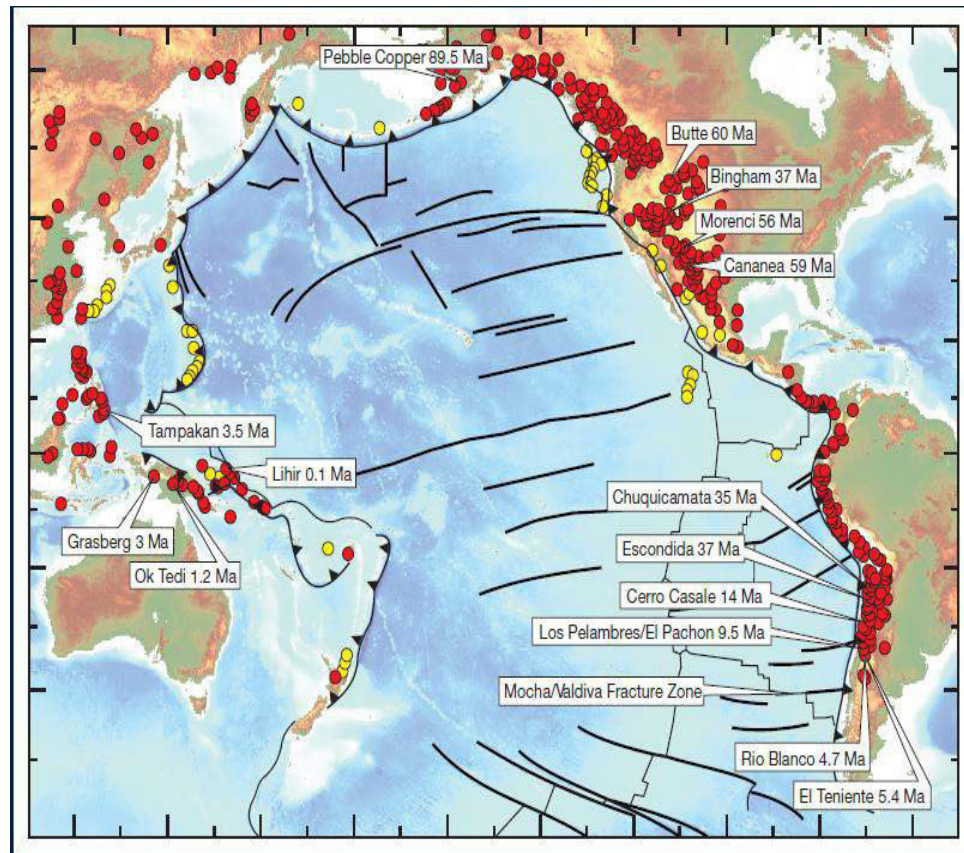 Pebble Copper 89.5 Ma
Butte 60 Ma
Bingham 37 Ma
Morenci 56 Ma
Cananea 59 Ma
Tampakan 3.5 Ma
Lihir 0.1 Ma
Grasberg 3 Ma
Ok Tedi 1.2 Ma
Chuquicamata 35 Ma
Escondida 37 Ma
Cerro Casale 14 Ma
Los Pelambres/El Pachon 9.5 Ma
Mocha/Valdiva Fracture Zone
Rio Blanco 4.7 Ma
El Teniente 5.4 Ma